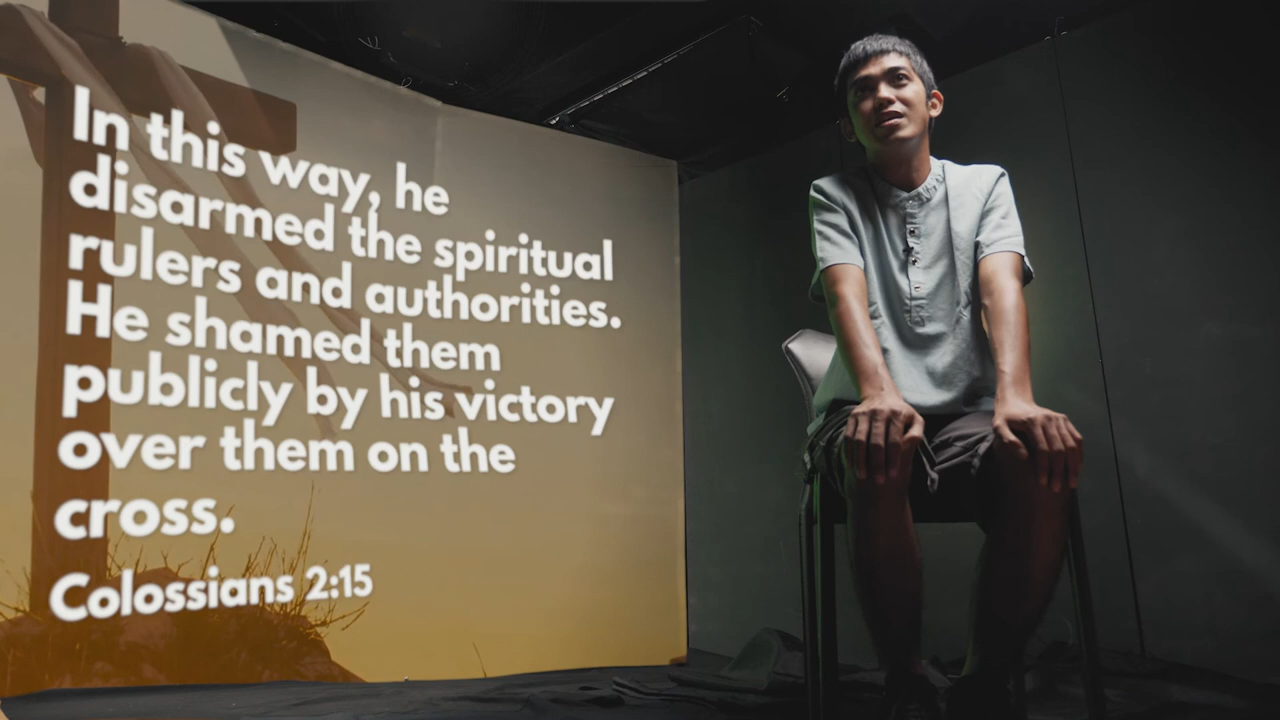 In this way, he
disarmed the spiritual
rulers and authorities.
He shamed them
publicly by his victory
over them on the
cross.
Colossians 2:15